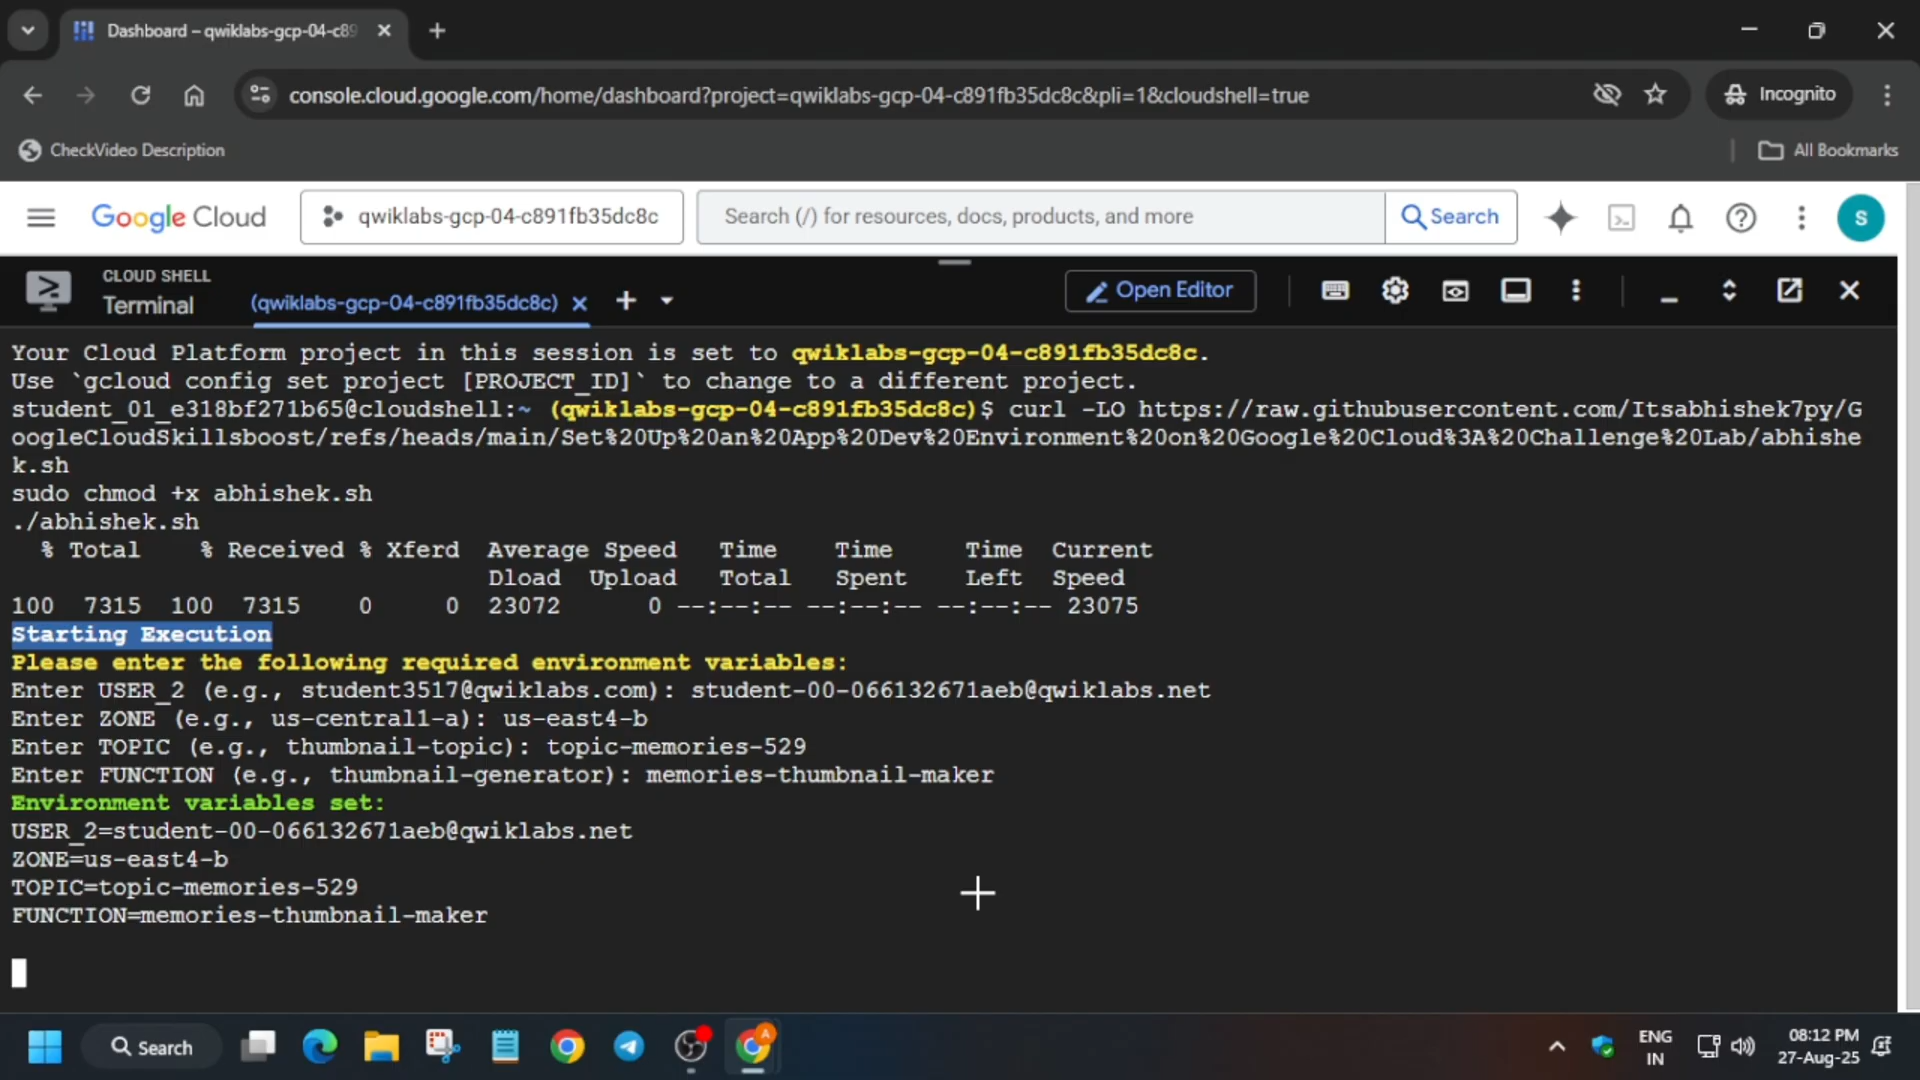 Dashboard – qwiklabs-gcp-04-c89
console.cloud.google.com/home/dashboard?project=qwiklabs-gcp-04-c891fb35dc8c&pli=1&cloudshell=true
Incognito
CheckVideo Description
All Bookmarks
Google Cloud
qwiklabs-gcp-04-c891fb35dc8c
Search (/) for resources, docs, products, and more
Search
S
CLOUD SHELL
Terminal
(qwiklabs-gcp-04-c891fb35dc8c)
Open Editor
Your Cloud Platform project in this session is set to qwiklabs-gcp-04-c891fb35dc8c.
Use `gcloud config set project [PROJECT_ID]` to change to a different project.
student_01_e318bf271b65@cloudshell:~ (qwiklabs-gcp-04-c891fb35dc8c)$ curl -LO https://raw.githubusercontent.com/Itsabhishek7py/G
oogleCloudSkillsboost/refs/heads/main/Set%20Up%20an%20App%20Dev%20Environment%20on%20Google%20Cloud%3A%20Challenge%20Lab/abhishe
k.sh
sudo chmod +x abhishek.sh
./abhishek.sh
% Total % Received % Xferd Average Speed Time Time Time Current
Dload Upload Total Spent Left Speed
100 7315 100 7315 0 0 23072 0 --:--:-- --:--:-- --:--:-- 23075
Starting Execution
Please enter the following required environment variables:
Enter USER_2 (e.g., student3517@qwiklabs.com): student-00-066132671aeb@qwiklabs.net
Enter ZONE (e.g., us-central1-a): us-east4-b
Enter TOPIC (e.g., thumbnail-topic): topic-memories-529
Enter FUNCTION (e.g., thumbnail-generator): memories-thumbnail-maker
Environment variables set:
USER_2=student-00-066132671aeb@qwiklabs.net
ZONE=us-east4-b
TOPIC=topic-memories-529
FUNCTION=memories-thumbnail-maker
Search
A
ENG
IN
08:12 PM
27-Aug-25